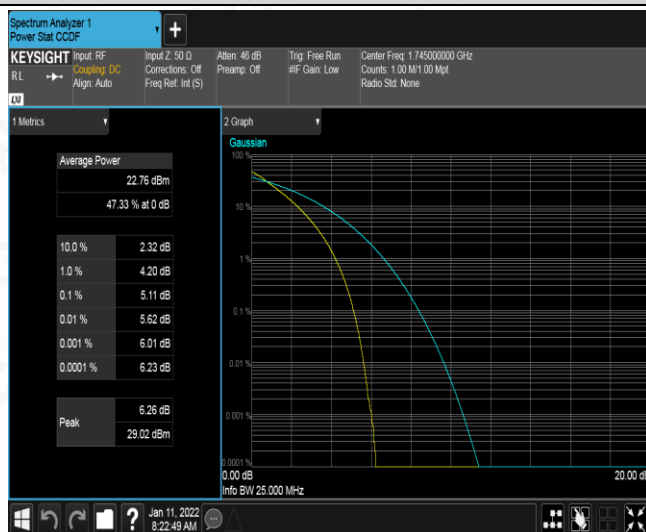 Spectrum Analyzer 1
Power Stat CCDF
+
KEYSIGHT
RL
LXI
Input: RF
Coupling: DC
Align: Auto
Input Z: 50 Ω
Corrections: Off
Freq Ref: Int (S)
Atten: 46 dB
Preamp: Off
Trig: Free Run
#IF Gain: Low
Center Freq: 1.745000000 GHz
Counts: 1.00 M/1.00 Mpt
Radio Std: None
1 Metrics
Average Power
22.76 dBm
47.33 % at 0 dB
10.0 % 2.32 dB
1.0 % 4.20 dB
0.1 % 5.11 dB
0.01 % 5.62 dB
0.001 % 6.01 dB
0.0001 % 6.23 dB
Peak
6.26 dB
29.02 dBm
2 Graph
Gaussian
100 %
10 %
1 %
0.1 %
0.01 %
0.001 %
0.0001 %
0.00 dB
20.00 dB
Info BW 25.000 MHz
?
Jan 11, 2022
8:22:49 AM